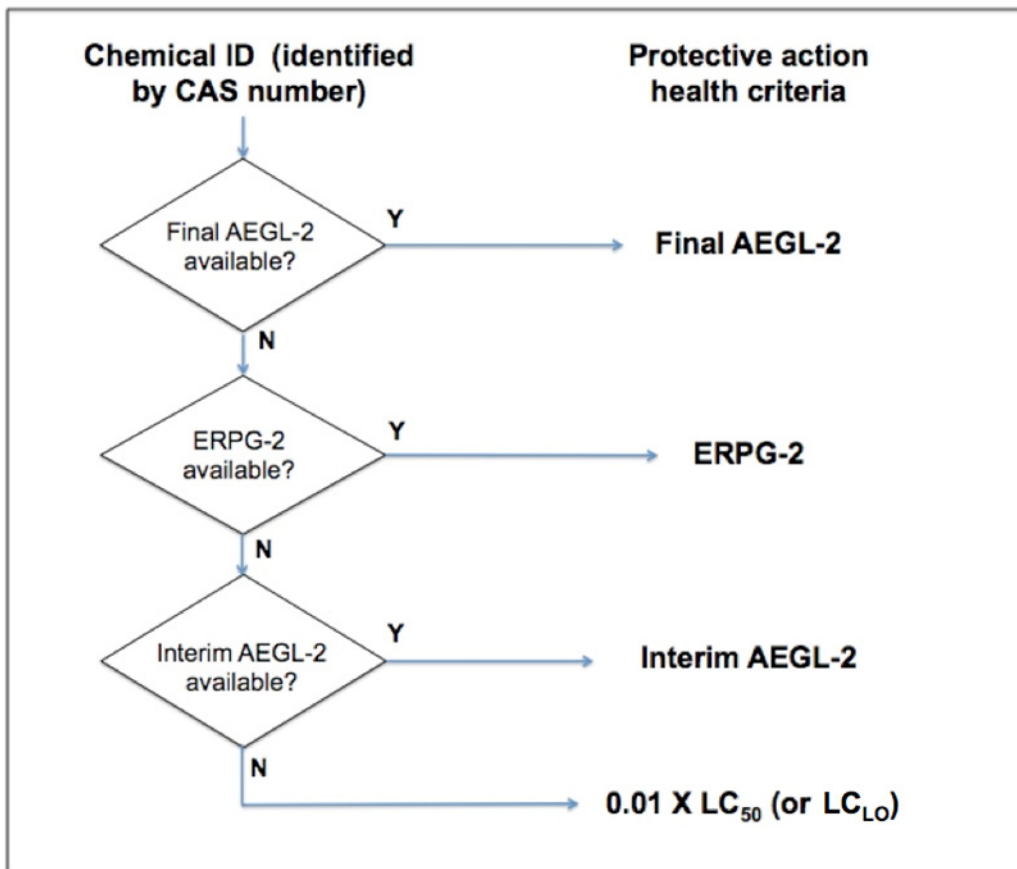 Chemical ID (identified
by CAS number)
Protective action
health criteria
Final AEGL-2
available?
Y
Final AEGL-2
N
ERPG-2
available?
Y
ERPG-2
N
Interim AEGL-2
available?
Y
Interim AEGL-2
N
0.01 X LC50 (or LCLO)